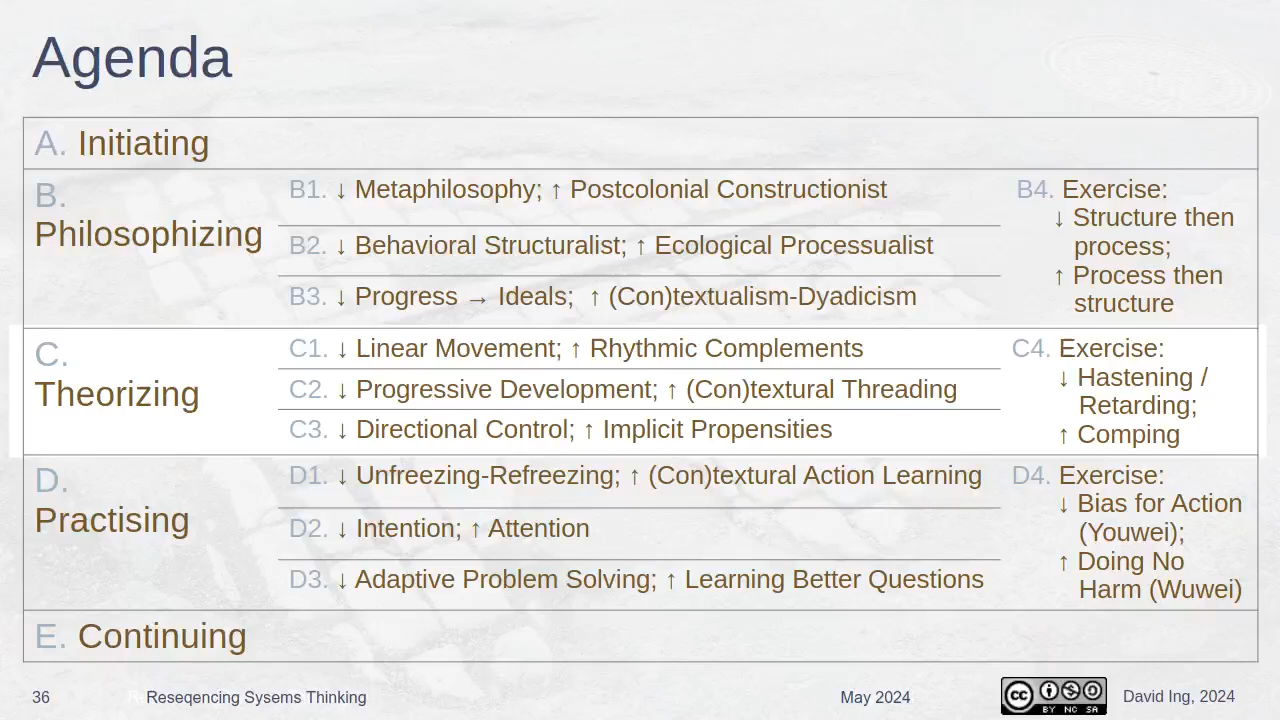 Agenda
A. Initiating
B.
Philosophizing
B1. ↓ Metaphilosophy; ↑ Postcolonial Constructionist
B2. ↓ Behavioral Structuralist; ↑ Ecological Processualist
B3. ↓ Progress → Ideals; ↑ (Con)textualism-Dyadicism
B4. Exercise:
↓ Structure then
process;
↑ Process then
structure
C.
Theorizing
C1. ↓ Linear Movement; ↑ Rhythmic Complements
C2. ↓ Progressive Development; ↑ (Con)textural Threading
C3. ↓ Directional Control; ↑ Implicit Propensities
C4. Exercise:
↓ Hastening /
Retarding;
↑ Comping
D.
Practising
D1. ↓ Unfreezing-Refreezing; ↑ (Con)textural Action Learning
D2. ↓ Intention; ↑ Attention
D3. ↓ Adaptive Problem Solving; ↑ Learning Better Questions
D4. Exercise:
↓ Bias for Action
(Youwei);
↑ Doing No
Harm (Wuwei)
E. Continuing
36
Reseqencing Sysems Thinking
May 2024
cc
BY NC SA
David Ing, 2024